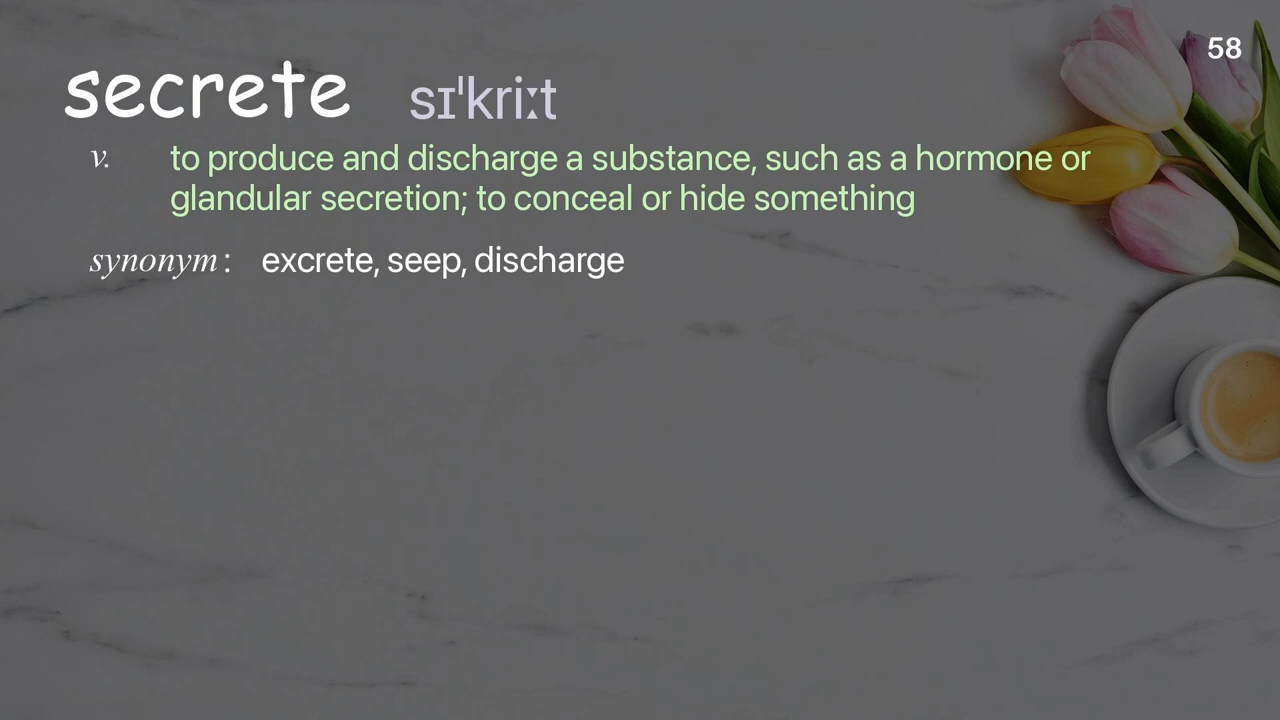 58
secrete sɪˈkriːt
v. to produce and discharge a substance, such as a hormone or
glandular secretion; to conceal or hide something
synonym : excrete, seep, discharge